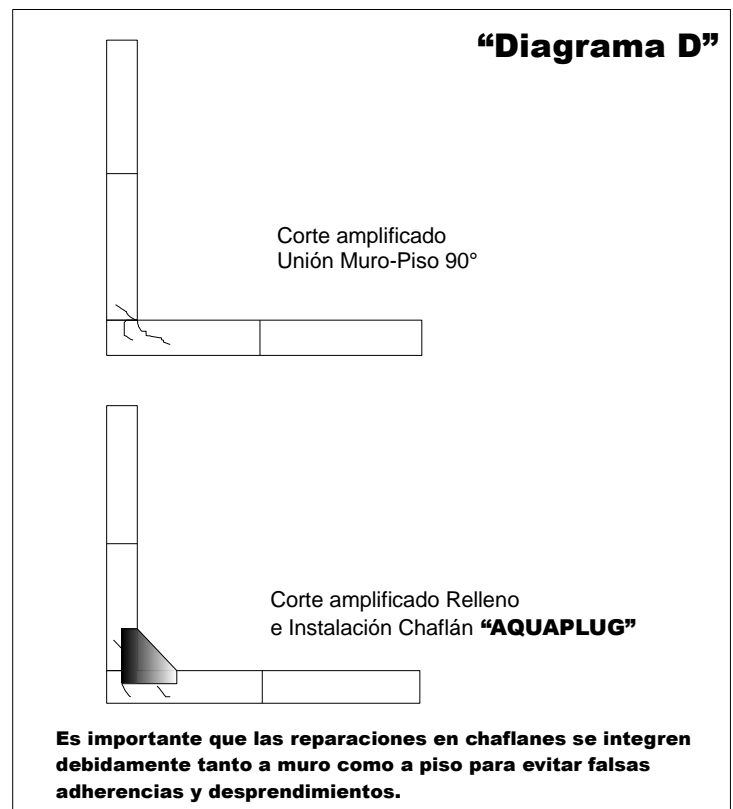 “Diagrama D”
Corte amplificado
Unión Muro-Piso 90°
Corte amplificado Relleno
e Instalación Chaflán “AQUAPLUG”
Es importante que las reparaciones en chaflanes se integren
debidamente tanto a muro como a piso para evitar falsas
adherencias y desprendimientos.